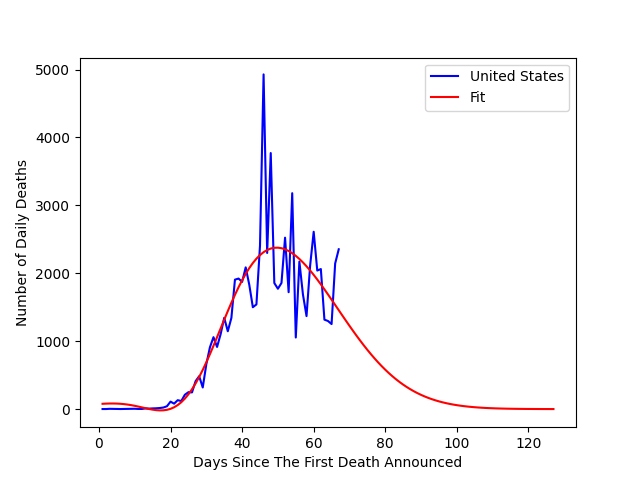 United States
Fit
5000
4000
3000
2000
1000
0
Number of Daily Deaths
0 20 40 60 80 100 120
Days Since The First Death Announced